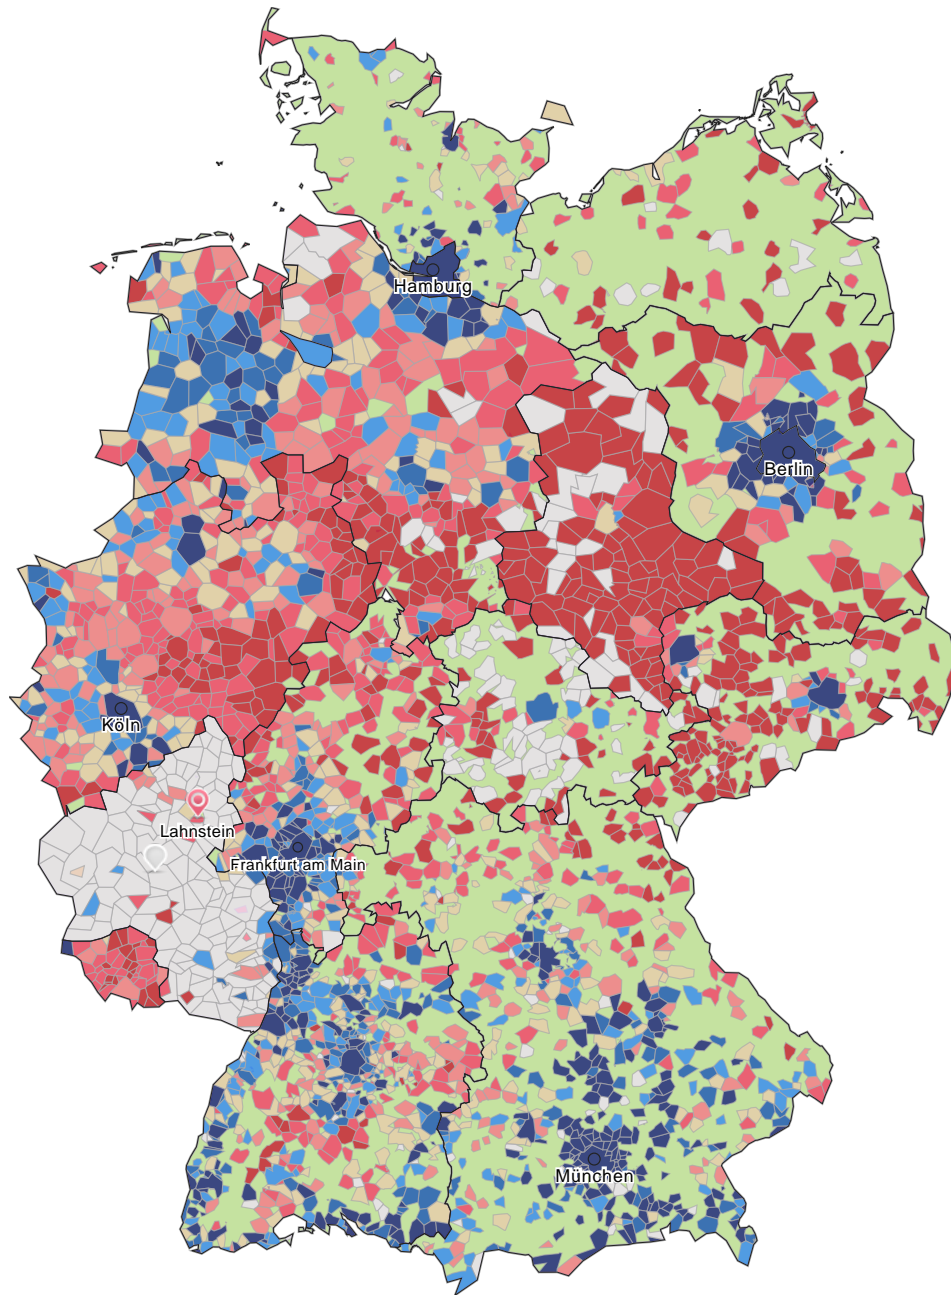 Hamburg
Berlin
Köln
Lahnstein
Frankfurt am Main
München